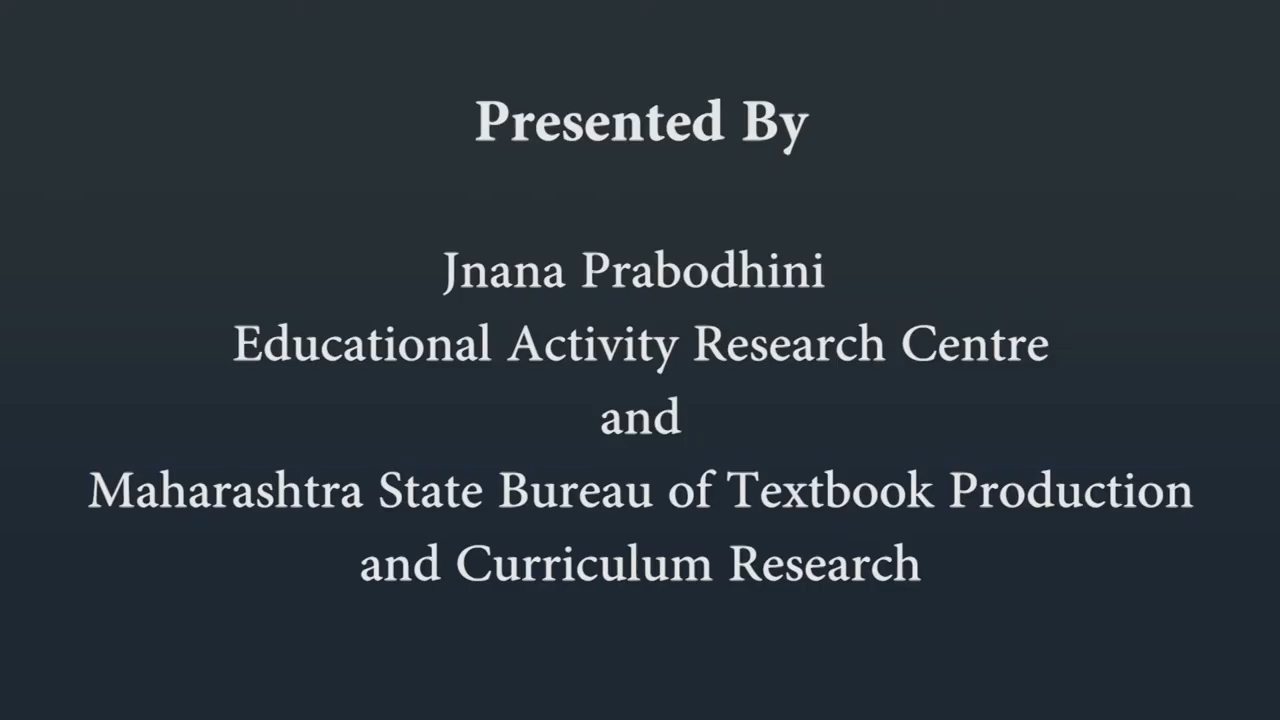 Presented By
Jnana Prabodhini
Educational Activity Research Centre
and
Maharashtra State Bureau of Textbook Production
and Curriculum Research